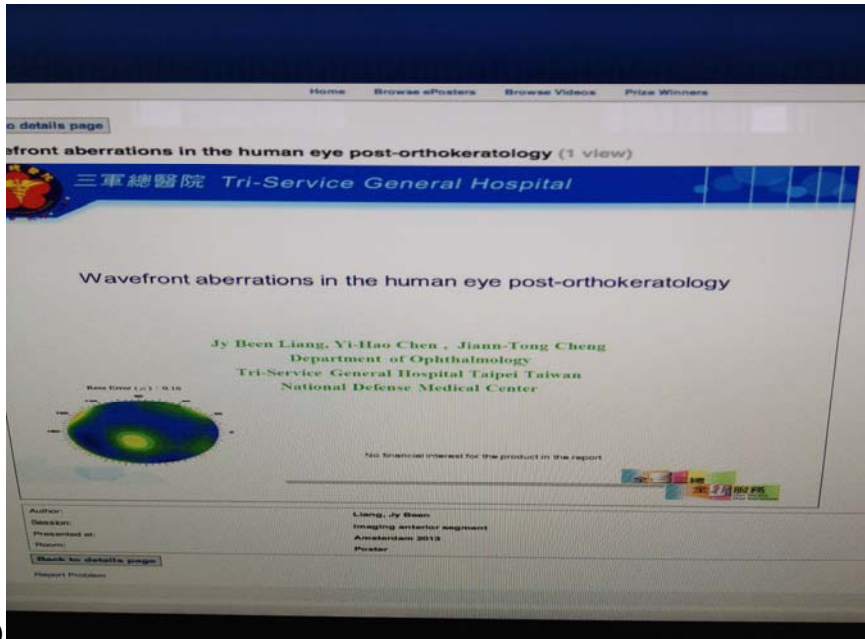 Home Browse ePosters Browse Videos Prize Winners
o details page
efront aberrations in the human eye post-orthokeratology (1 view)
三軍總醫院 Tri-Service General Hospital
Wavefront aberrations in the human eye post-orthokeratology
Jy Been Liang, Yi-Hao Chen , Jiann-Tong Cheng
Department of Ophthalmology
Tri-Service General Hospital Taipei Taiwan
National Defense Medical Center
No financial interest for the product in the report
Author: Liang, Jy Been
Session: Imaging anterior segment
Presented at: Amsterdam 2013
Room: Poster
Back to details page
Report Problem
)